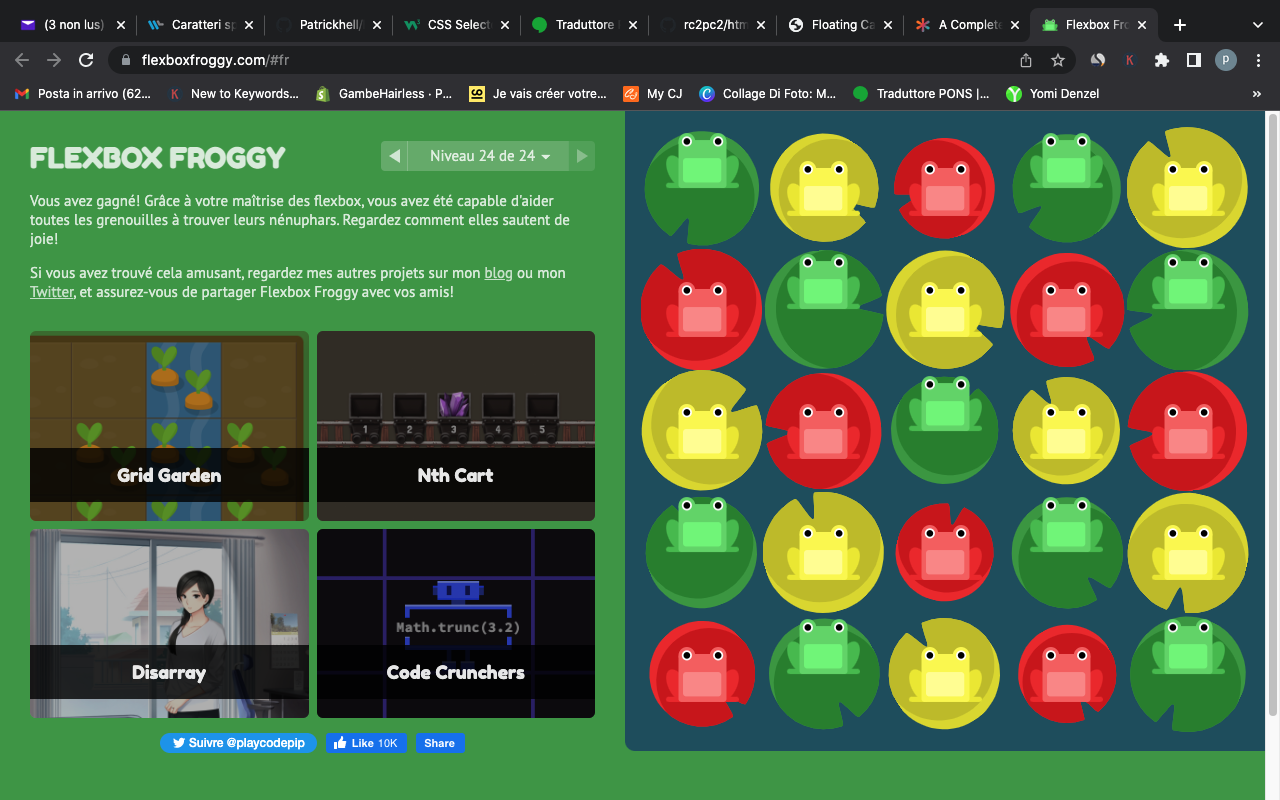 (3 non lus)
Caratteri sp
Patrickhell/
CSS Select
Traduttore
rc2pc2/htm
Floating Ca
A Complete
Flexbox Fro
flexboxfroggy.com/#fr
K
p
Posta in arrivo (62...
K New to Keywords...
GambeHairless · P...
Je vais créer votre...
My CJ
Collage Di Foto: M...
Traduttore PONS |...
Yomi Denzel
»
FLEXBOX FROGGY
Niveau 24 de 24
Vous avez gagné! Grâce à votre maîtrise des flexbox, vous avez été capable d'aider
toutes les grenouilles à trouver leurs nénuphars. Regardez comment elles sautent de
joie!
Si vous avez trouvé cela amusant, regardez mes autres projets sur mon blog ou mon
Twitter, et assurez-vous de partager Flexbox Froggy avec vos amis!
Grid Garden
1 2 3 4 5
Nth Cart
Disarray
Math.trunc(3.2)
Code Crunchers
Suivre @playcodepip
Like 10K
Share